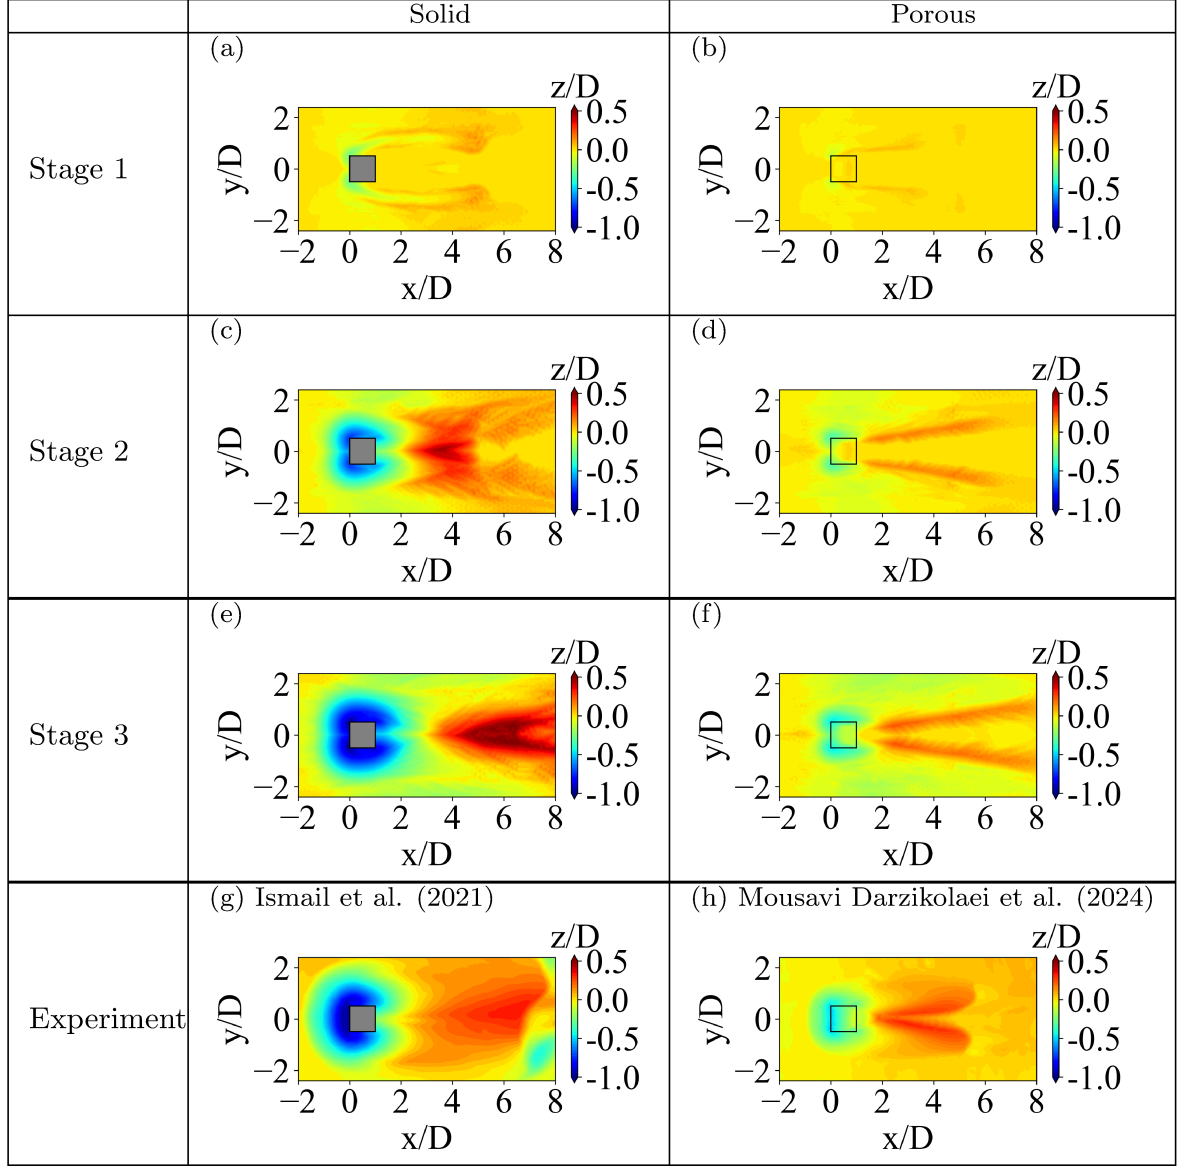 Solid Porous
Stage 1
(a)
z/D
0.5
0.0
-0.5
-1.0
2
0
−2
y/D
−2 0 2 4 6 8
x/D
(b)
z/D
0.5
0.0
-0.5
-1.0
2
0
−2
y/D
−2 0 2 4 6 8
x/D
Stage 2
(c)
z/D
0.5
0.0
-0.5
-1.0
2
0
−2
y/D
−2 0 2 4 6 8
x/D
(d)
z/D
0.5
0.0
-0.5
-1.0
2
0
−2
y/D
−2 0 2 4 6 8
x/D
Stage 3
(e)
z/D
0.5
0.0
-0.5
-1.0
2
0
−2
y/D
−2 0 2 4 6 8
x/D
(f)
z/D
0.5
0.0
-0.5
-1.0
2
0
−2
y/D
−2 0 2 4 6 8
x/D
Experiment
(g) Ismail et al. (2021)
z/D
0.5
0.0
-0.5
-1.0
2
0
−2
y/D
−2 0 2 4 6 8
x/D
(h) Mousavi Darzikolaei et al. (2024)
z/D
0.5
0.0
-0.5
-1.0
2
0
−2
y/D
−2 0 2 4 6 8
x/D